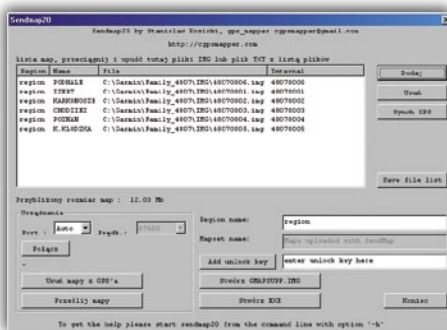 Sendmap20
Sendmap20 by Stanislaw Kozicki, gps_mapper cgpsmapper@gmail.com
http://cgpsmapper.com
Lista map, przeciągnij i upuść tutaj pliki IMG lub plik TXT z listą plików
Region Name File Internal
region PODHALE C:\Garmin\Family_4807\IMG\48070006.img 48070006
region C:\Garmin\Family_4807\IMG\48070001.img 48070001
region KARKONOSZE C:\Garmin\Family_4807\IMG\48070002.img 48070002
region C:\Garmin\Family_4807\IMG\48070003.img 48070003
region POZNAN C:\Garmin\Family_4807\IMG\48070004.img 48070004
region K.KLODZKA C:\Garmin\Family_4807\IMG\48070005.img 48070005
Dodaj
Usuń
Synch GPS
Save file list
Przybliżony rozmiar map : 12.00 Mb
Urządzenia
Port : Auto Prędk.:
Połącz
Usuń mapy z GPS'a
Prześlij mapy
Region name: region
Mapset name: Maps uploaded with SendMap
Add unlock key enter unlock key here
Stwórz GMAPSUPP.IMG
Stwórz EXE
Koniec
To get the help please start sendmap20 from the command line with option '-h'